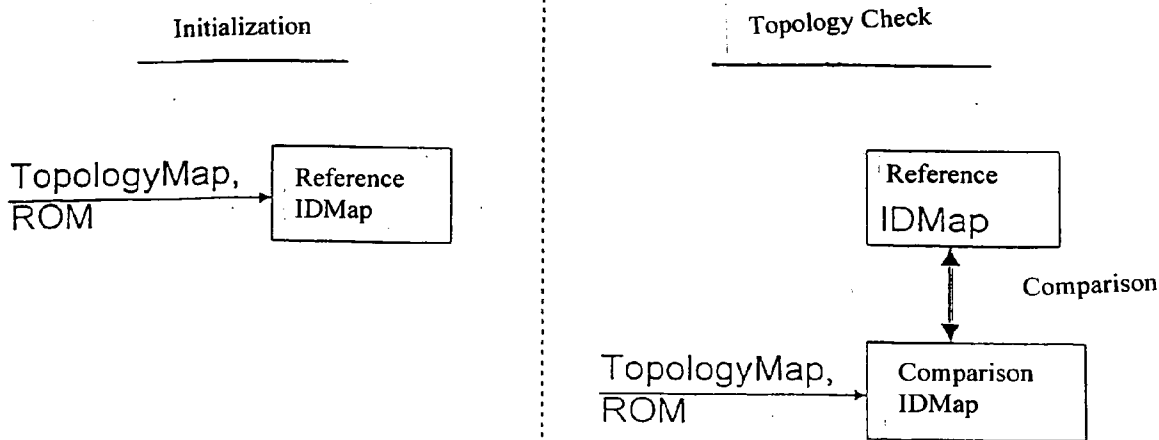 Initialization
TopologyMap,
ROM
Reference
IDMap
Topology Check
Reference
IDMap
Comparison
TopologyMap,
ROM
Comparison
IDMap